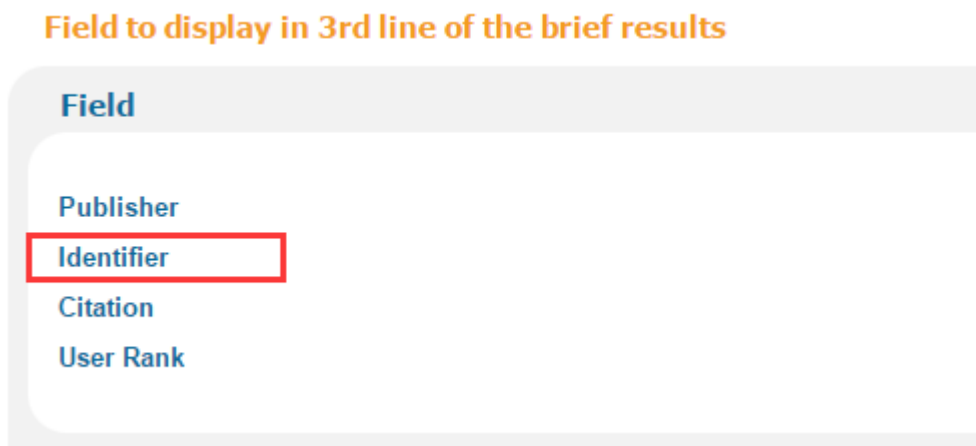 Field to display in 3rd line of the brief results
Field
Publisher
Identifier
Citation
User Rank